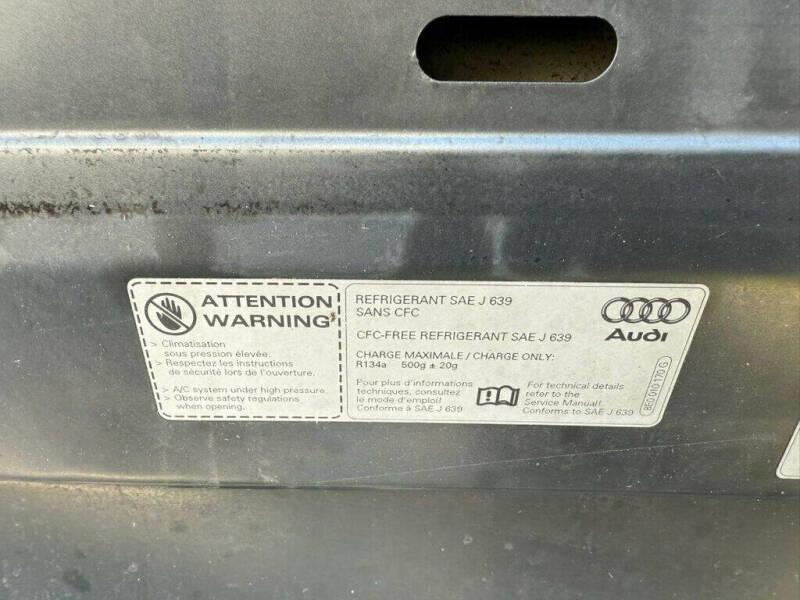 ATTENTION
WARNING
> Climatisation
sous pression élevée.
> Respectez les instructions
de sécurité lors de l'ouverture.
> A/C system under high pressure.
> Observe safety regulations
when opening.
REFRIGERANT SAE J 639
SANS CFC
CFC-FREE REFRIGERANT SAE J 639
CHARGE MAXIMALE / CHARGE ONLY:
R134a 500g ± 20g
Pour plus d'informations
techniques, consultez
le mode d'emploi!
Conforme à SAE J 639
For technical details
refer to the
Service Manual!
Conforms to SAE J 639
Audi
8E0 010 170 G